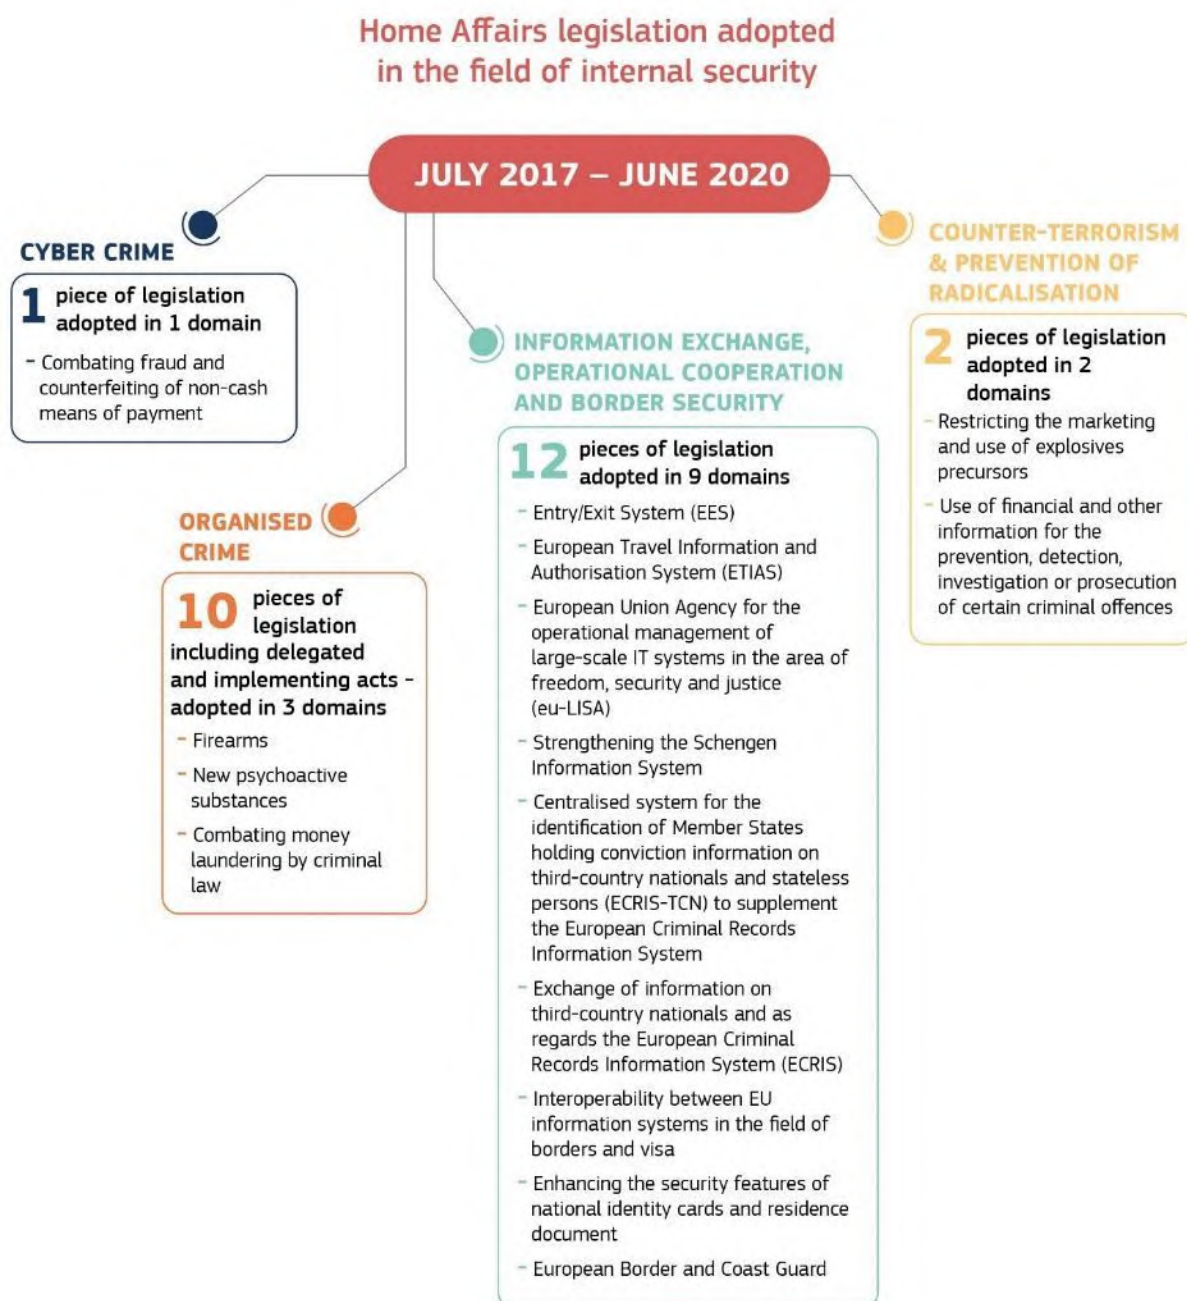 Home Affairs legislation adopted
in the field of internal security
JULY 2017 – JUNE 2020
CYBER CRIME
1 piece of legislation
adopted in 1 domain
– Combating fraud and
counterfeiting of non-cash
means of payment
ORGANISED
CRIME
10 pieces of
legislation
including delegated
and implementing acts –
adopted in 3 domains
– Firearms
– New psychoactive
substances
– Combating money
laundering by criminal
law
INFORMATION EXCHANGE,
OPERATIONAL COOPERATION
AND BORDER SECURITY
12 pieces of legislation
adopted in 9 domains
– Entry/Exit System (EES)
– European Travel Information and
Authorisation System (ETIAS)
– European Union Agency for the
operational management of
large-scale IT systems in the area of
freedom, security and justice
(eu-LISA)
– Strengthening the Schengen
Information System
– Centralised system for the
identification of Member States
holding conviction information on
third-country nationals and stateless
persons (ECRIS-TCN) to supplement
the European Criminal Records
Information System
– Exchange of information on
third-country nationals and as
regards the European Criminal
Records Information System (ECRIS)
– Interoperability between EU
information systems in the field of
borders and visa
– Enhancing the security features of
national identity cards and residence
document
– European Border and Coast Guard
COUNTER-TERRORISM
& PREVENTION OF
RADICALISATION
2 pieces of legislation
adopted in 2
domains
– Restricting the marketing
and use of explosives
precursors
– Use of financial and other
information for the
prevention, detection,
investigation or prosecution
of certain criminal offences